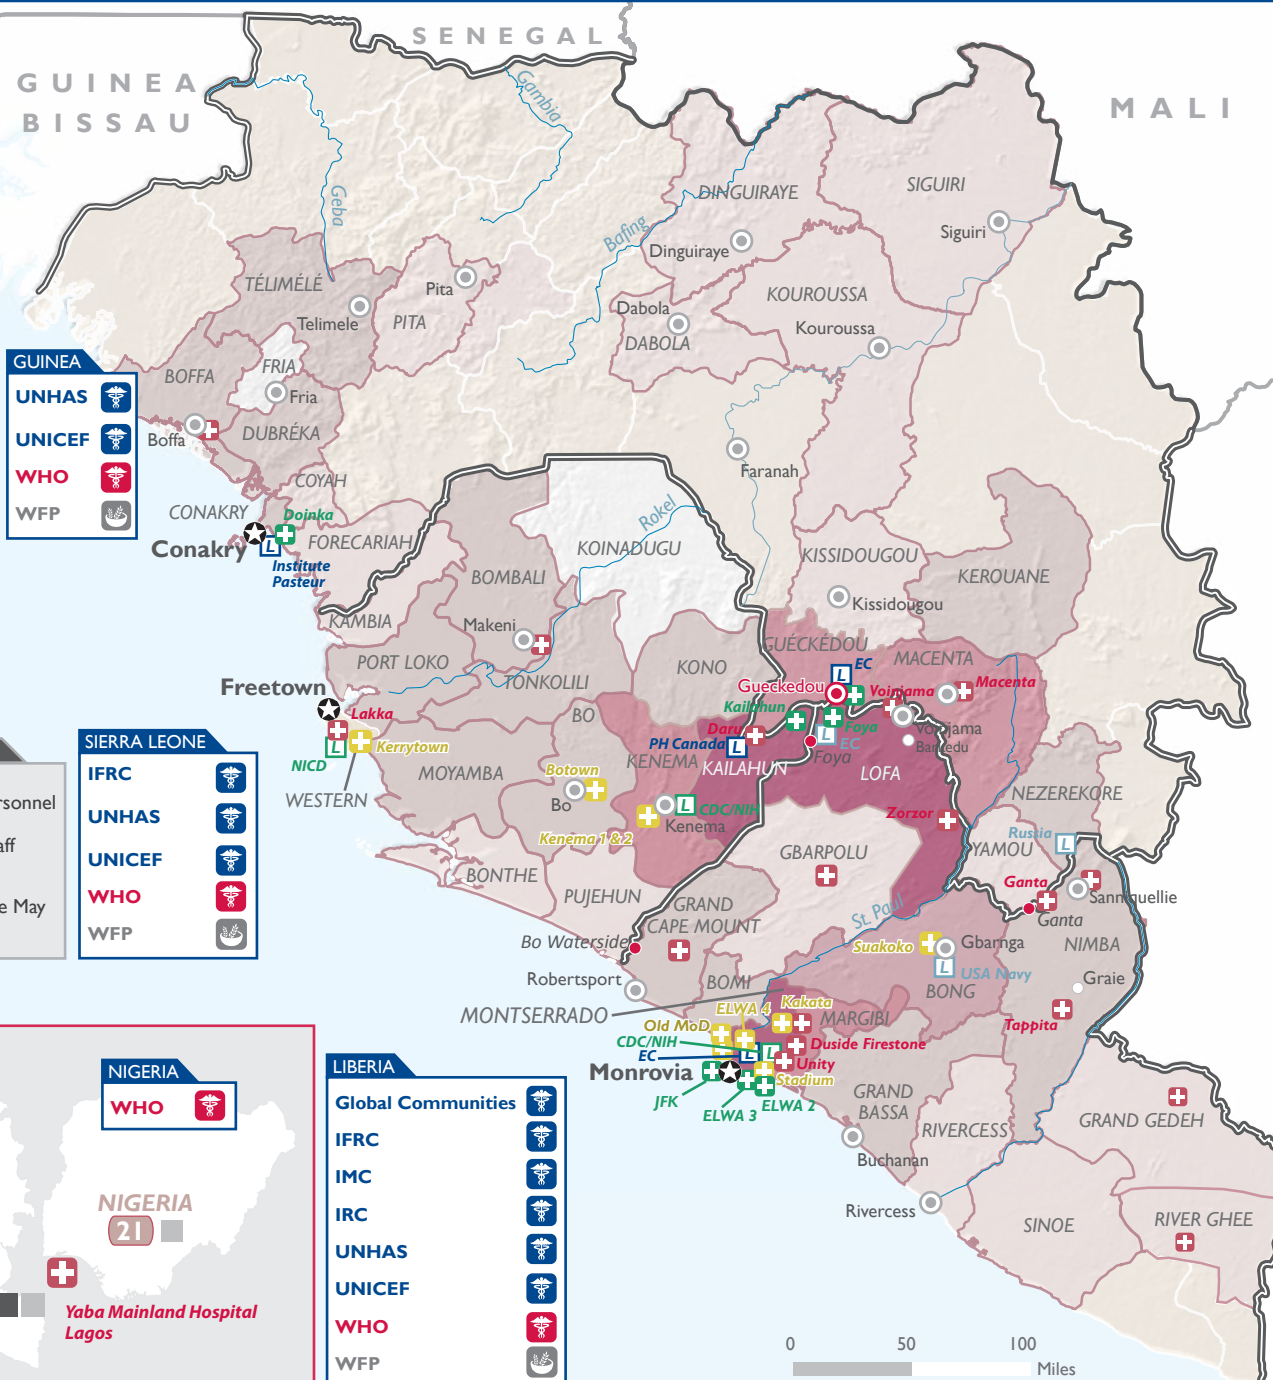 SENEGAL
GUINEA
BISSAU
MALI
Gambia
Geba
Bafing
DINGUIRAYE
SIGUIRI
Siguiri
Dinguiraye
TÉLIMÉLÉ
Telimele
Pita
PITA
Dabola
DABOLA
KOUROUSSA
Kouroussa
BOFFA
FRIA
Fria
DUBRÉKA
Boffa
GUINEA
UNHAS
UNICEF
WHO
WFP
COYAH
CONAKRY
Doinka
Conakry
L
FORECARIAH
Institute
Pasteur
Faranah
Rokel
KOINADUGU
KISSIDOUGOU
Kissidougou
KEROUANE
BOMBALI
Makeni
KAMBIA
PORT LOKO
TONKOLILI
KONO
GUÉCKÉDOU
MACENTA
L
EC
Gueckedou
Voinjama
Macenta
Freetown
Lakka
L
Kerrytown
NICD
WESTERN
BO
Kailahun
Daru
PH Canada
L
KENEMA
KAILAHUN
Foya
L
EC
Foya
Voinjama
Barkedu
LOFA
MOYAMBA
Botown
Bo
Kenema 1 & 2
L
CDC/NIH
Kenema
Zorzor
NEZEREKORE
Russia
L
YAMOU
BONTHE
PUJEHUN
GBARPOLU
GRAND
CAPE MOUNT
St. Paul
Ganta
Ganta
Sanniquellie
NIMBA
Bo Waterside
Robertsport
BOMI
Suakoko
Gbarnga
L
USA Navy
BONG
Graie
Tappita
MONTSERRADO
ELWA 4
Kakata
MARGIBI
Old MoD
CDC/NIH
L
EC
L
Duside Firestone
Unity
Monrovia
Stadium
JFK
ELWA 3
ELWA 2
GRAND
BASSA
Buchanan
RIVERCESS
Rivercess
GRAND GEDEH
SINOE
RIVER GHEE
SIERRA LEONE
IFRC
UNHAS
UNICEF
WHO
WFP
rsonnel
aff
e May
NIGERIA
WHO
NIGERIA
21
Yaba Mainland Hospital
Lagos
LIBERIA
Global Communities
IFRC
IMC
IRC
UNHAS
UNICEF
WHO
WFP
0 50 100
Miles